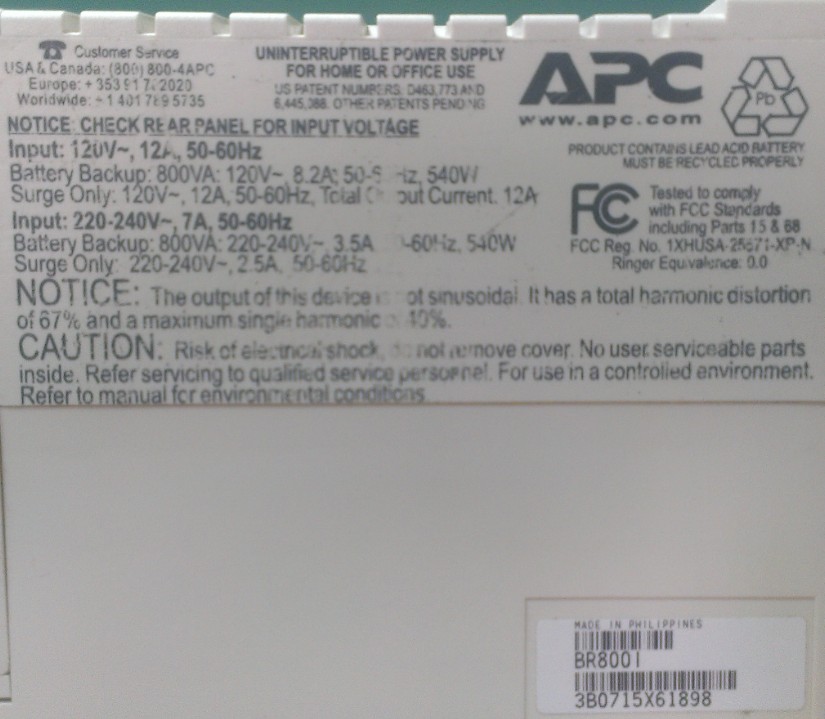 Customer Service
USA & Canada: (800) 800-4APC
Europe: +353 91 702020
Worldwide: +1 401 789 5735
UNINTERRUPTIBLE POWER SUPPLY
FOR HOME OR OFFICE USE
US PATENT NUMBERS: D463,773 AND
6,445,088. OTHER PATENTS PENDING
APC
www.apc.com
Pb
PRODUCT CONTAINS LEAD ACID BATTERY
MUST BE RECYCLED PROPERLY
NOTICE: CHECK REAR PANEL FOR INPUT VOLTAGE
Input: 120V~, 12A, 50-60Hz
Battery Backup: 800VA: 120V~, 8.2A, 540W
Surge Only: 120V~, 12A, 50-60Hz, Total Output Current. 12A
Input: 220-240V~, 7A, 50-60Hz
Battery Backup: 800VA: 220-240V~, 3.5A -60Hz, 540W
Surge Only: 220-240V~, 2.5A, 50-60Hz
FC
Tested to comply
with FCC Standards
including Parts 15 & 68
FCC Reg. No. 1XHUSA-25671-XP-N
Ringer Equivalence: 0.0
NOTICE: The output of this device is not sinusoidal. It has a total harmonic distortion
of 67% and a maximum single harmonic 40%.
CAUTION: Risk of electrical shock, do not remove cover. No user serviceable parts
inside. Refer servicing to qualified service personnel. For use in a controlled environment.
Refer to manual for environmental conditions
MADE IN PHILIPPINES
BR800I
3B0715X61898